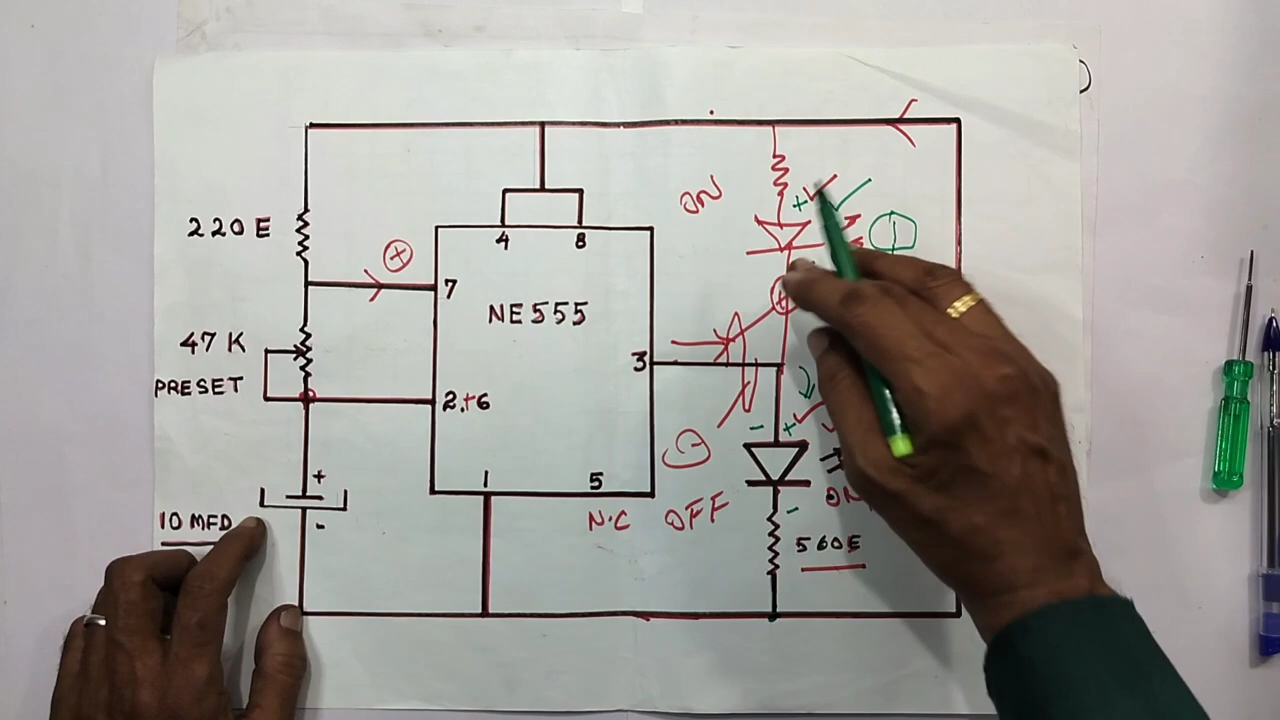 ON
+
220E
+
4 8
7
NE555
47K
PRESET
3
2,+6
- +
-
+
1 5
10 MFD
-
N.C OFF
ON
-
560E